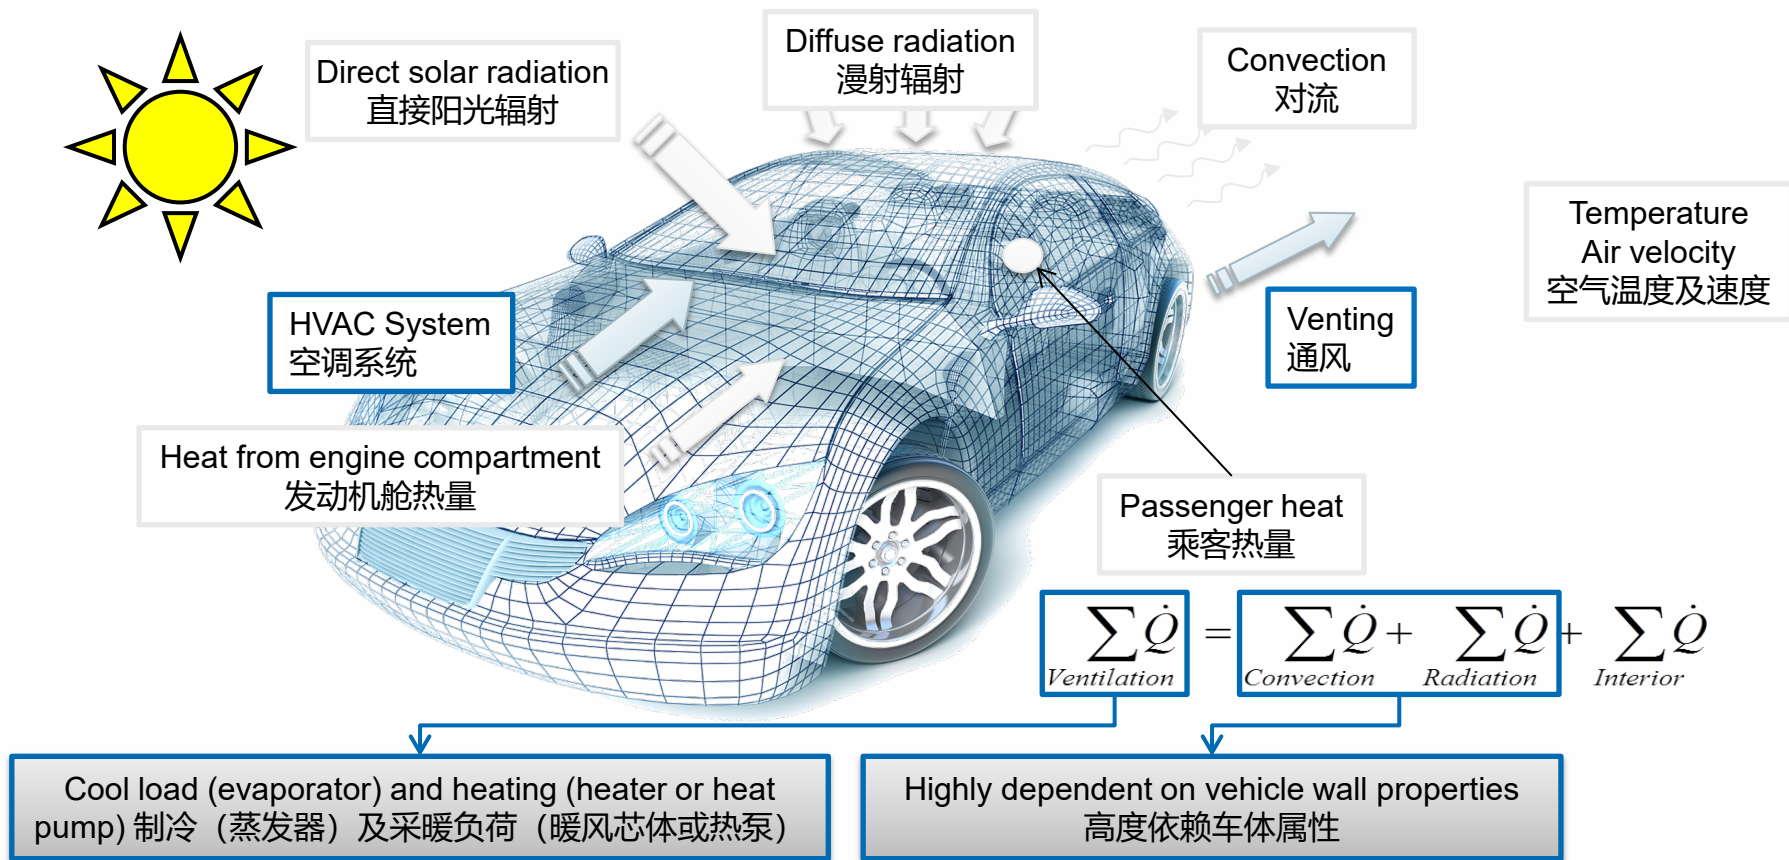 Direct solar radiation
直接阳光辐射
Diffuse radiation
漫射辐射
Convection
对流
Temperature
Air velocity
空气温度及速度
HVAC System
空调系统
Venting
通风
Heat from engine compartment
发动机舱热量
Passenger heat
乘客热量
∑Q̇ = ∑Q̇ + ∑Q̇ + ∑Q̇
Ventilation Convection Radiation Interior
Cool load (evaporator) and heating (heater or heat
pump) 制冷（蒸发器）及采暖负荷（暖风芯体或热泵）
Highly dependent on vehicle wall properties
高度依赖车体属性